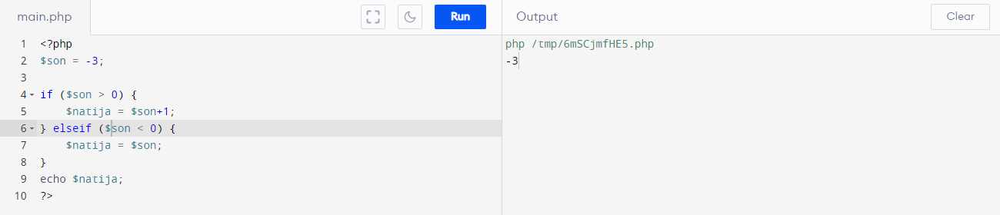 main.php
Run
Output
Clear
1 <?php
2 $son = -3;
3
4 if ($son > 0) {
5     $natija = $son+1;
6 } elseif ($son < 0) {
7     $natija = $son;
8 }
9 echo $natija;
10 ?>
php /tmp/6mSCjmfHE5.php
-3